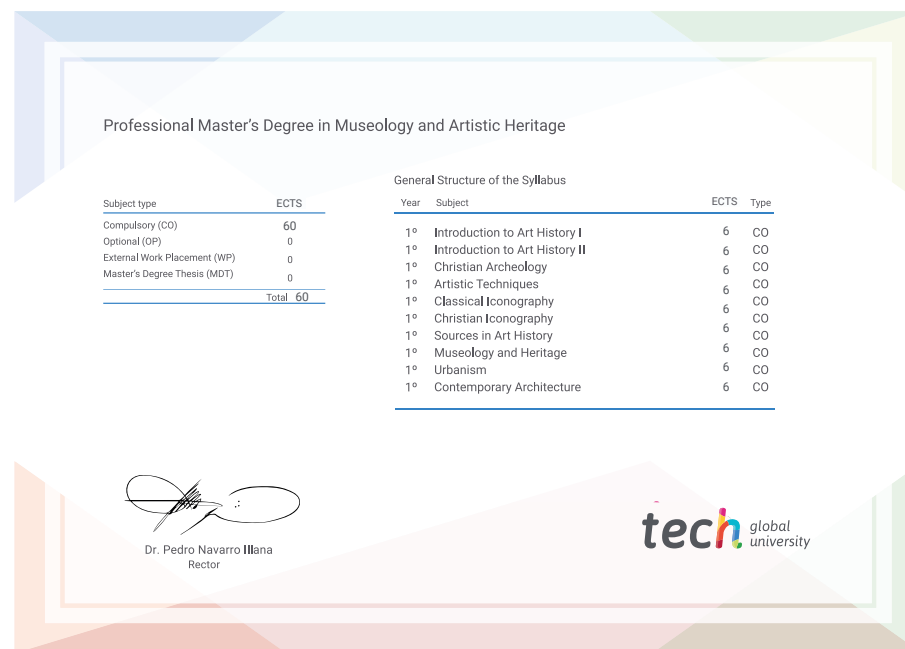 Professional Master's Degree in Museology and Artistic Heritage
Subject type ECTS
Compulsory (CO) 60
Optional (OP) 0
External Work Placement (WP) 0
Master's Degree Thesis (MDT) 0
Total 60
General Structure of the Syllabus
Year Subject ECTS Type
1º Introduction to Art History I 6 CO
1º Introduction to Art History II 6 CO
1º Christian Archeology 6 CO
1º Artistic Techniques 6 CO
1º Classical Iconography 6 CO
1º Christian Iconography CO
1º Sources in Art History 6 CO
1º Museology and Heritage 6 CO
1º Urbanism 6 CO
1º Contemporary Architecture 6 CO
Dr. Pedro Navarro Illana
Rector
tech global
university